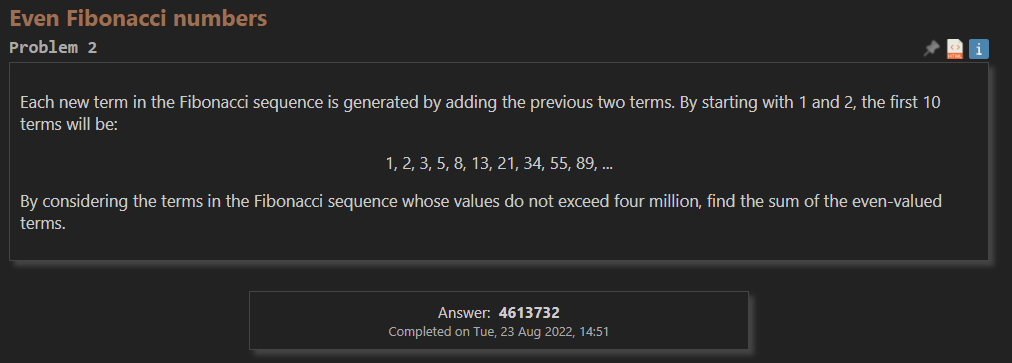 Even Fibonacci numbers
Problem 2
HTML
i
Each new term in the Fibonacci sequence is generated by adding the previous two terms. By starting with 1 and 2, the first 10
terms will be:
1, 2, 3, 5, 8, 13, 21, 34, 55, 89, ...
By considering the terms in the Fibonacci sequence whose values do not exceed four million, find the sum of the even-valued
terms.
Answer: 4613732
Completed on Tue, 23 Aug 2022, 14:51